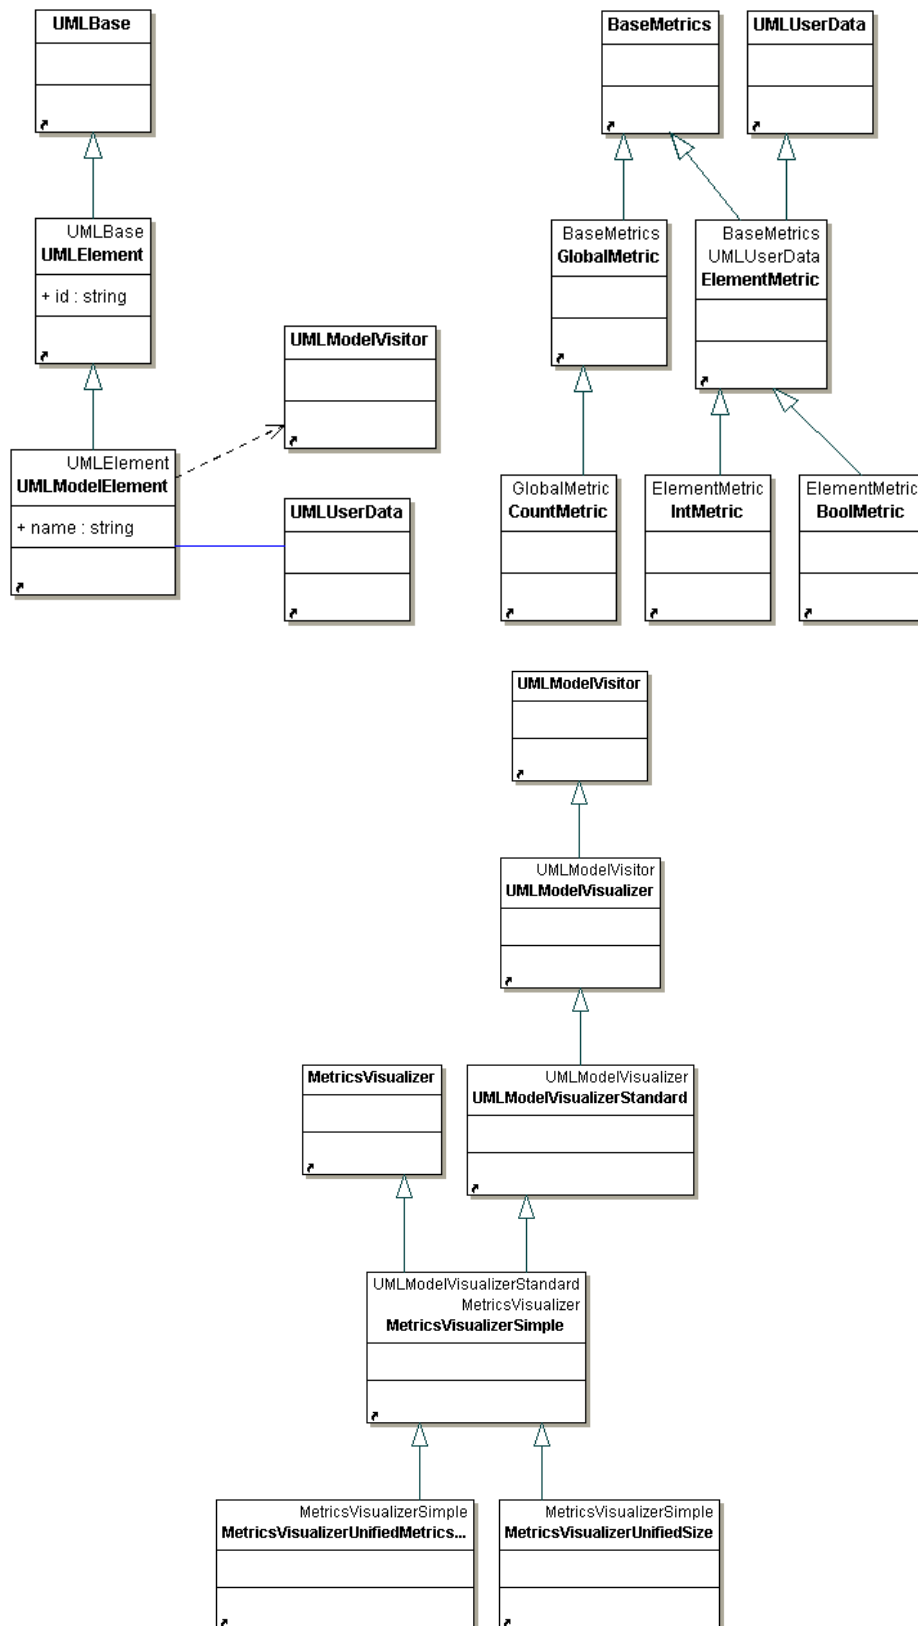 UMLBase
BaseMetrics
UMLUserData
UMLBase
UMLElement
+ id : string
BaseMetrics
GlobalMetric
BaseMetrics
UMLUserData
ElementMetric
UMLModelVisitor
UMLElement
UMLModelElement
+ name : string
UMLUserData
GlobalMetric
CountMetric
ElementMetric
IntMetric
ElementMetric
BoolMetric
UMLModelVisitor
UMLModelVisitor
UMLModelVisualizer
MetricsVisualizer
UMLModelVisualizer
UMLModelVisualizerStandard
UMLModelVisualizerStandard
MetricsVisualizer
MetricsVisualizerSimple
MetricsVisualizerSimple
MetricsVisualizerUnifiedMetrics...
MetricsVisualizerSimple
MetricsVisualizerUnifiedSize